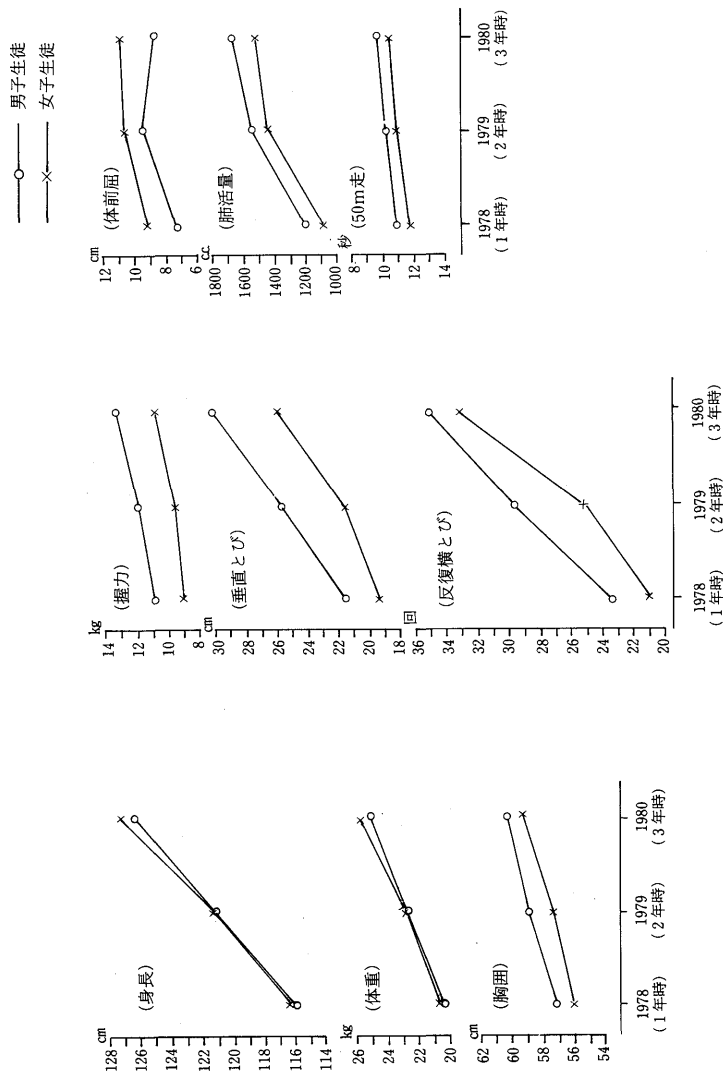 男子生徒
女子生徒
cm
(身長)
128
126
124
122
120
118
116
114
kg
(体重)
26
24
22
20
cm
(胸囲)
62
60
58
56
54
1978 1979 1980
(1年時) (2年時) (3年時)
kg
(握力)
14
12
10
8
cm
(垂直とび)
30
28
26
24
22
20
18
回
(反復横とび)
36
34
32
30
28
26
24
22
20
1978 1979 1980
(1年時) (2年時) (3年時)
cm
(体前屈)
12
10
8
6
cc
(肺活量)
1800
1600
1400
1200
1000
秒
(50m走)
8
10
12
14
1978 1979 1980
(1年時) (2年時) (3年時)